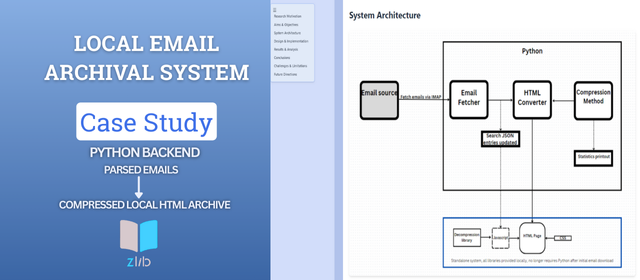 LOCAL EMAIL
ARCHIVAL SYSTEM
Case Study
PYTHON BACKEND
PARSED EMAILS
COMPRESSED LOCAL HTML ARCHIVE
zlib
Research Motivation
Aims & Objectives
System Architecture
Design & Implementation
Results & Analysis
Conclusions
Challenges & Limitations
Future Directions
System Architecture
Python
Email source
Fetch emails via IMAP
Email
Fetcher
HTML
Converter
Compression
Method
Search JSON
entries updated
Statistics printout
Decompression
library
Javascript
HTML Page
CSS
Standalone system, all libraries provided locally, no longer requires Python after initial email download.